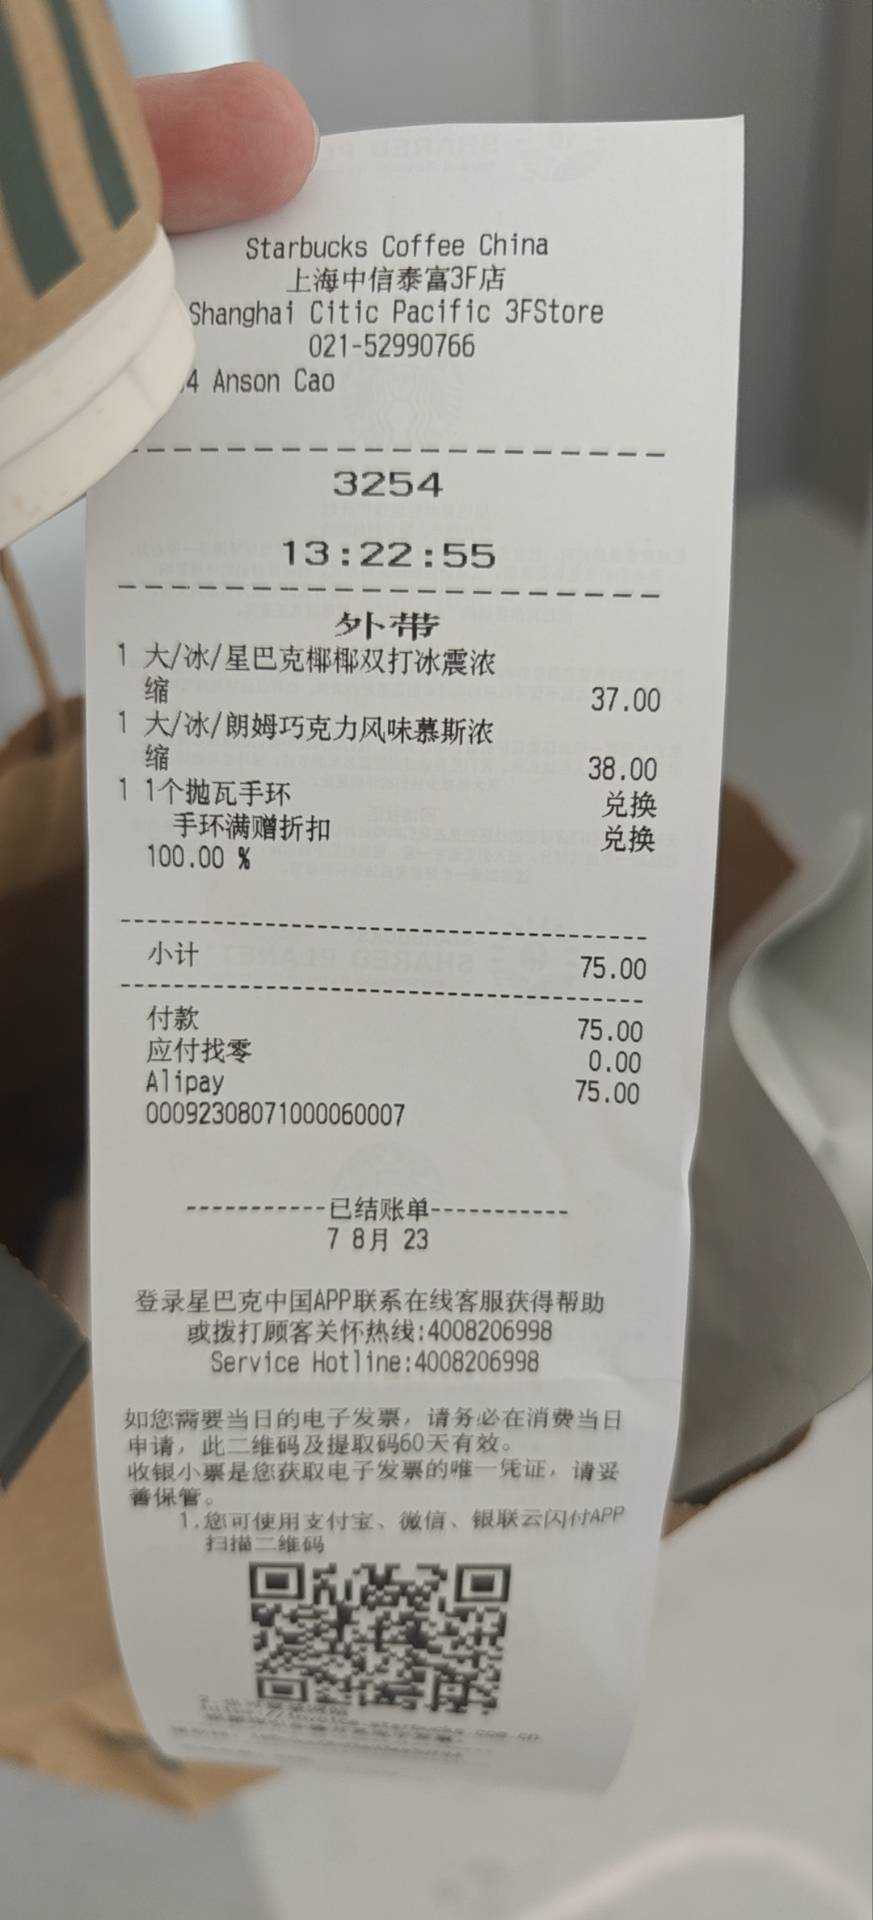 Starbucks Coffee China
上海中信泰富3F店
Shanghai Citic Pacific 3FStore
021-52990766
4 Anson Cao
3254
13:22:55
外带
1 大/冰/星巴克椰椰双打冰震浓
缩 37.00
1 大/冰/朗姆巧克力风味慕斯浓
缩 38.00
1 1个抛瓦手环 兑换
手环满赠折扣 兑换
100.00 %
小计 75.00
付款 75.00
应付找零 0.00
Alipay 75.00
00092308071000060007
-----------已结账单-----------
7 8月 23
登录星巴克中国APP联系在线客服获得帮助
或拨打顾客关怀热线:4008206998
Service Hotline:4008206998
如您需要当日的电子发票，请务必在消费当日
申请，此二维码及提取码60天有效。
收银小票是您获取电子发票的唯一凭证，请妥
善保管。
1.您可使用支付宝、微信、银联云闪付APP
扫描二维码